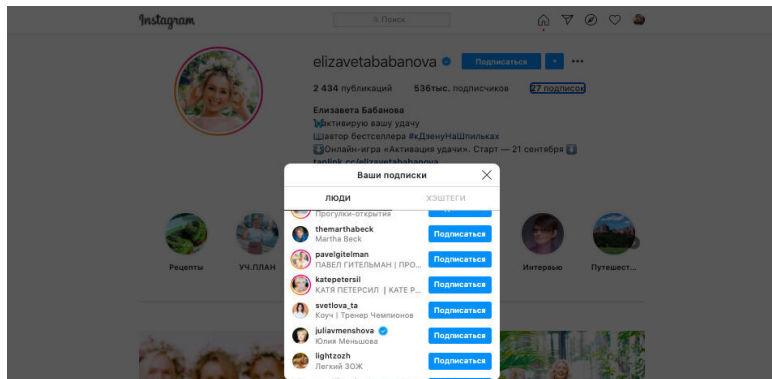 Instagram
Поиск
elizavetababanova
Подписаться
2 434 публикаций 536тыс. подписчиков 27 подписок
Елизавета Бабанова
активирую вашу удачу
автор бестселлера #кДзенуНаШпильках
Онлайн-игра «Активация удачи». Старт — 21 сентября
taplink.cc/elizavetababanova
Ваши подписки
ЛЮДИ
ХЭШТЕГИ
Прогулки-открытия
themarthabeck
Martha Beck
Подписаться
pavelgitelman
ПАВЕЛ ГИТЕЛЬМАН | ПРО...
Подписаться
katepetersil
КАТЯ ПЕТЕРСИЛ | KATE P...
Подписаться
svetlova_ta
Коуч | Тренер Чемпионов
Подписаться
juliavmenshova
Юлия Меньшова
Подписаться
lightzozh
Легкий ЗОЖ
Подписаться
Рецепты
УЧ.ПЛАН
Интервью
Путешест...